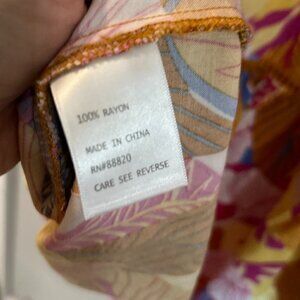 100% RAYON
MADE IN CHINA
RN#88820
CARE SEE REVERSE